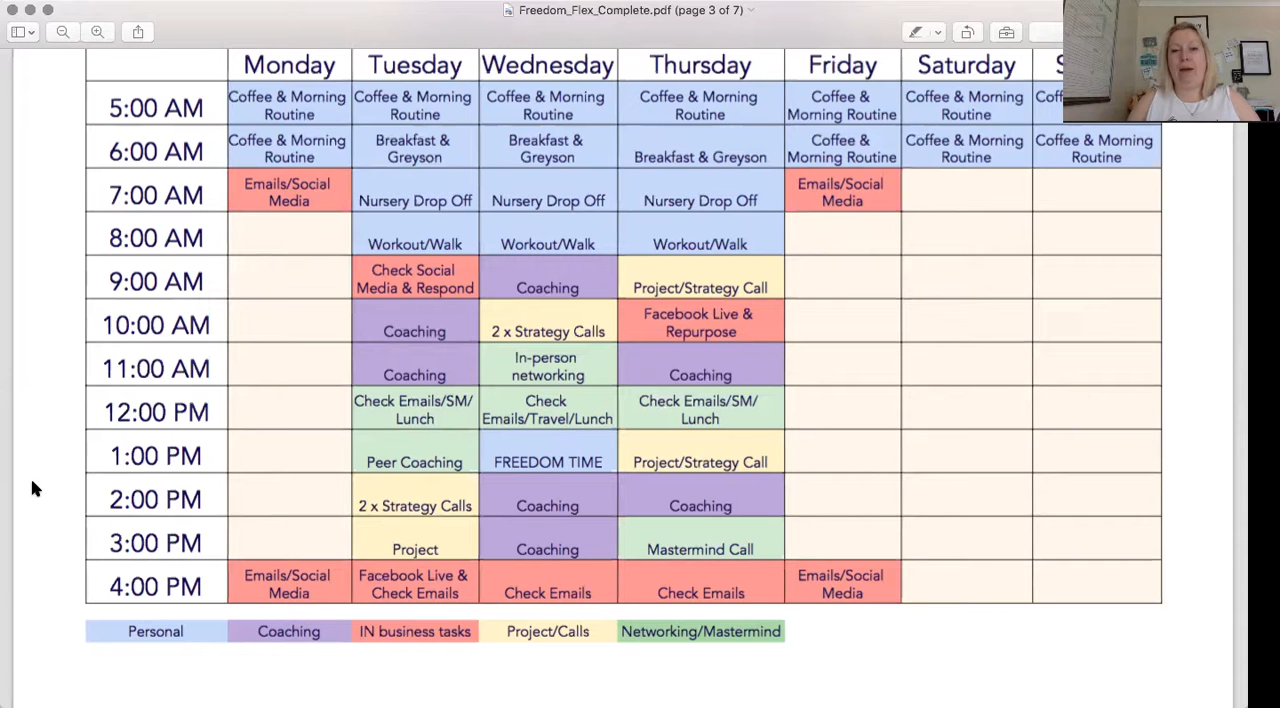 Freedom_Flex_Complete.pdf (page 3 of 7)
Monday Tuesday Wednesday Thursday Friday Saturday S
5:00 AM
Coffee & Morning Routine
Coffee & Morning Routine
Coffee & Morning Routine
Coffee & Morning Routine
Coffee & Morning Routine
Coffee & Morning Routine
6:00 AM
Coffee & Morning Routine
Breakfast & Greyson
Breakfast & Greyson
Breakfast & Greyson
Coffee & Morning Routine
Coffee & Morning Routine
Coffee & Morning Routine
7:00 AM
Emails/Social Media
Nursery Drop Off
Nursery Drop Off
Nursery Drop Off
Emails/Social Media
8:00 AM
Workout/Walk
Workout/Walk
Workout/Walk
9:00 AM
Check Social Media & Respond
Coaching
Project/Strategy Call
10:00 AM
Coaching
2 x Strategy Calls
Facebook Live & Repurpose
11:00 AM
Coaching
In-person networking
Coaching
12:00 PM
Check Emails/SM/ Lunch
Check Emails/Travel/Lunch
Check Emails/SM/ Lunch
1:00 PM
Peer Coaching
FREEDOM TIME
Project/Strategy Call
2:00 PM
2 x Strategy Calls
Coaching
Coaching
3:00 PM
Project
Coaching
Mastermind Call
4:00 PM
Emails/Social Media
Facebook Live & Check Emails
Check Emails
Check Emails
Emails/Social Media
Personal
Coaching
IN business tasks
Project/Calls
Networking/Mastermind